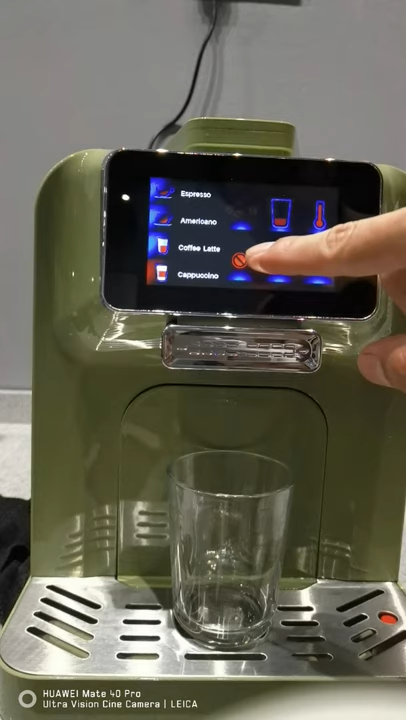 Espresso
Americano
Coffee Latte
Cappuccino
HUAWEI Mate 40 Pro
Ultra Vision Cine Camera | LEICA